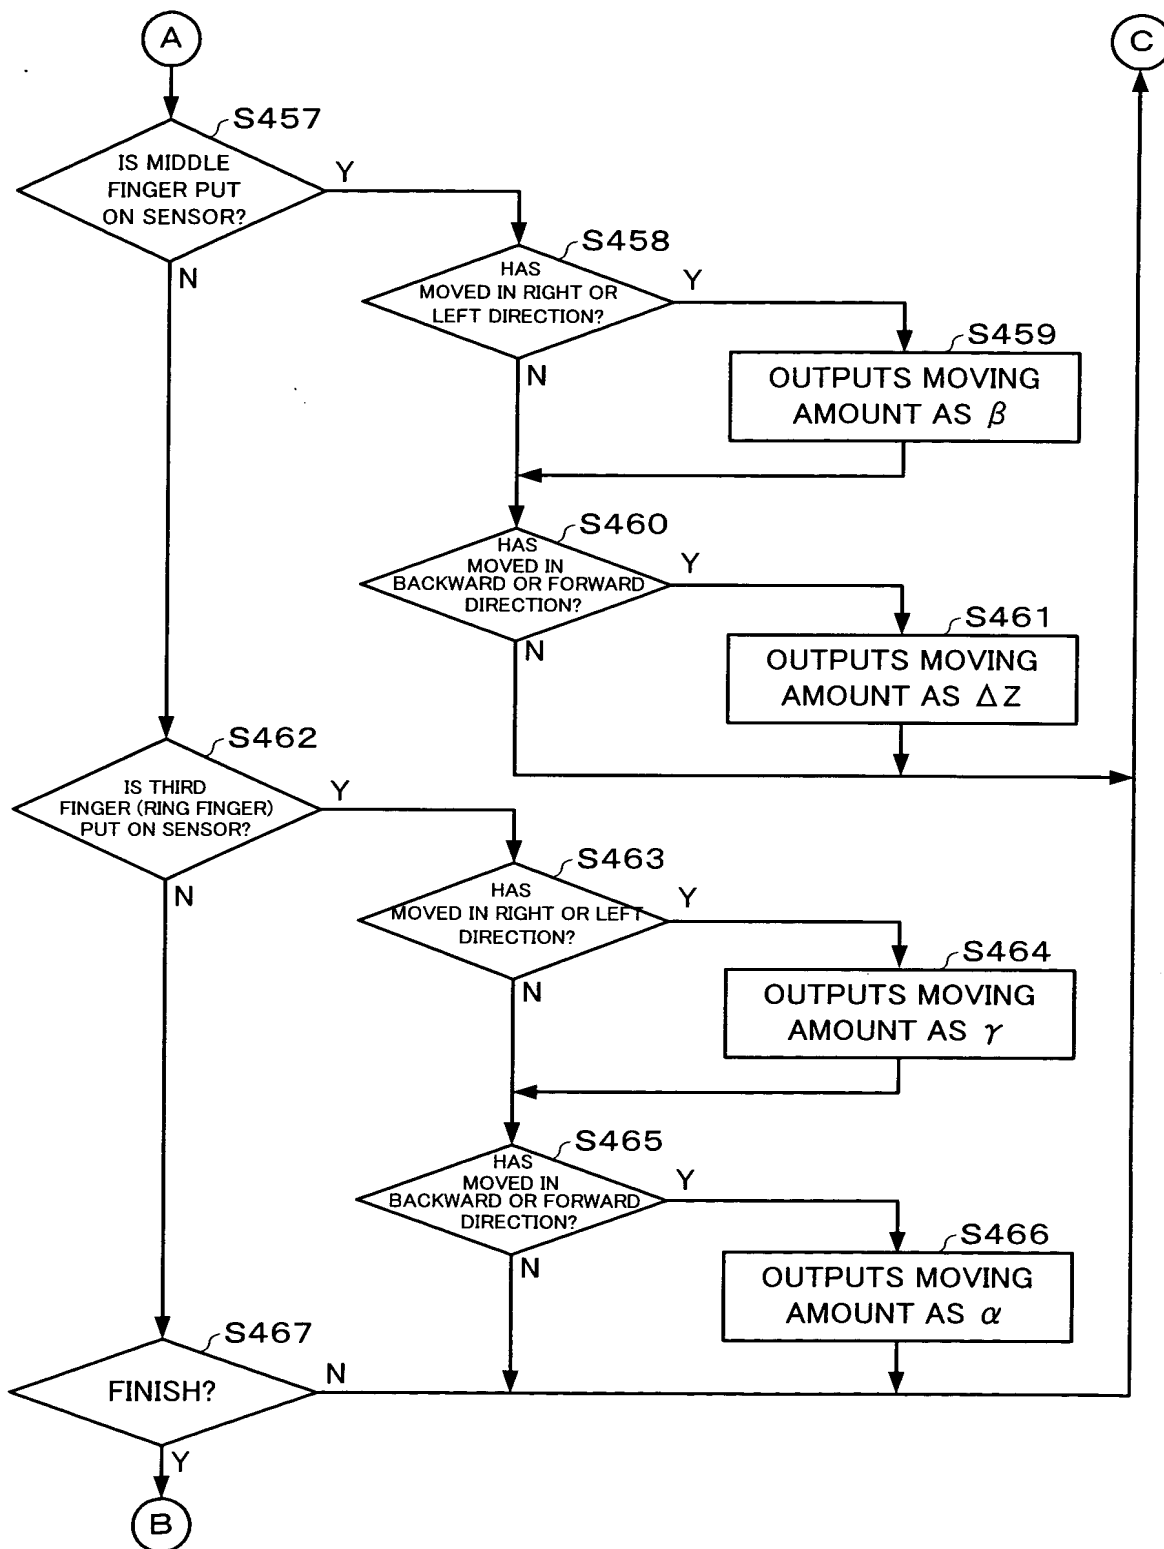 A
C
S457
IS MIDDLE
FINGER PUT
ON SENSOR?
Y
N
S458
HAS
MOVED IN RIGHT OR
LEFT DIRECTION?
Y
N
S459
OUTPUTS MOVING
AMOUNT AS β
S460
HAS
MOVED IN
BACKWARD OR FORWARD
DIRECTION?
Y
N
S461
OUTPUTS MOVING
AMOUNT AS ΔZ
S462
IS THIRD
FINGER (RING FINGER)
PUT ON SENSOR?
Y
N
S463
HAS
MOVED IN RIGHT OR LEFT
DIRECTION?
Y
N
S464
OUTPUTS MOVING
AMOUNT AS γ
S465
HAS
MOVED IN
BACKWARD OR FORWARD
DIRECTION?
Y
N
S466
OUTPUTS MOVING
AMOUNT AS α
S467
FINISH?
N
Y
B